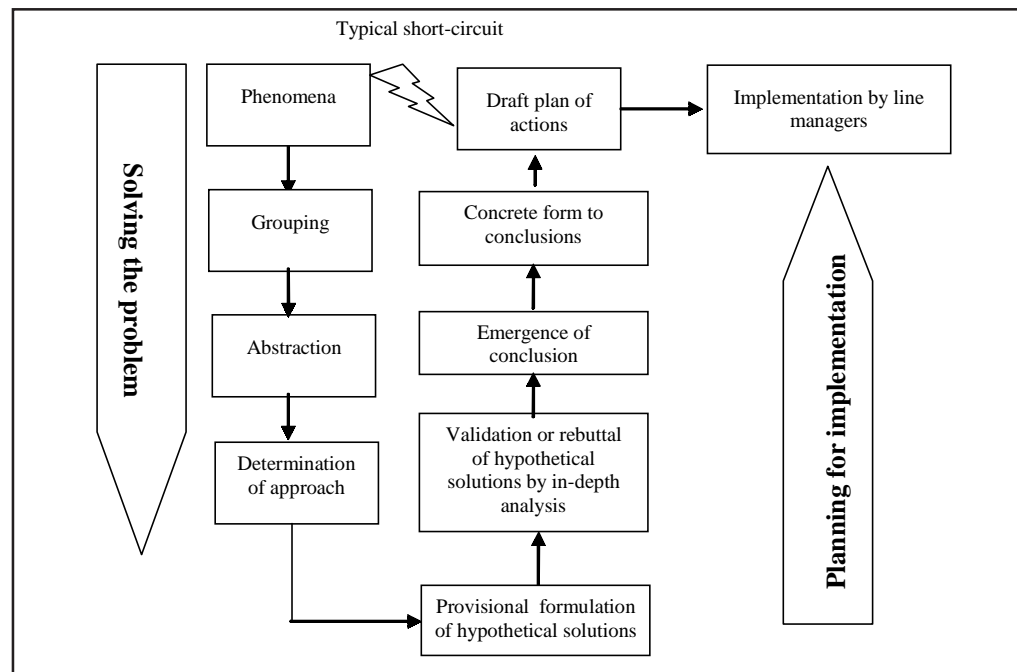 Typical short-circuit
Phenomena
Draft plan of
actions
Implementation by line
managers
Solving the problem
Grouping
Concrete form to
conclusions
Abstraction
Emergence of
conclusion
Determination
of approach
Validation or rebuttal
of hypothetical
solutions by in-depth
analysis
Planning for implementation
Provisional formulation
of hypothetical solutions